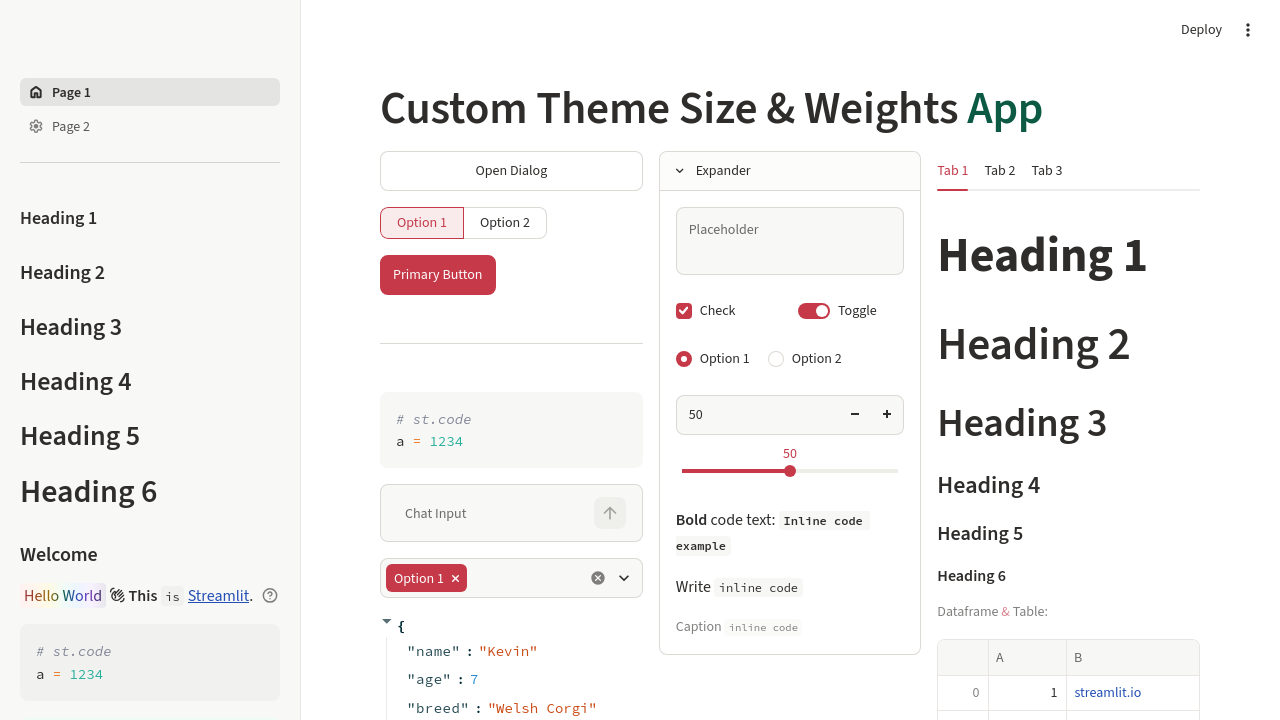 Deploy
Page 1
Page 2
Heading 1
Heading 2
Heading 3
Heading 4
Heading 5
Heading 6
Welcome
Hello World 👋 This is Streamlit.
# st.code
a = 1234
Custom Theme Size & Weights App
Open Dialog
Option 1 Option 2
Primary Button
# st.code
a = 1234
Chat Input
Option 1
{
"name" : "Kevin"
"age" : 7
"breed" : "Welsh Corgi"
Expander
Placeholder
Check Toggle
Option 1 Option 2
50
50
Bold code text: Inline code
example
Write inline code
Caption inline code
Tab 1 Tab 2 Tab 3
Heading 1
Heading 2
Heading 3
Heading 4
Heading 5
Heading 6
Dataframe & Table:
A B
0 1 streamlit.io